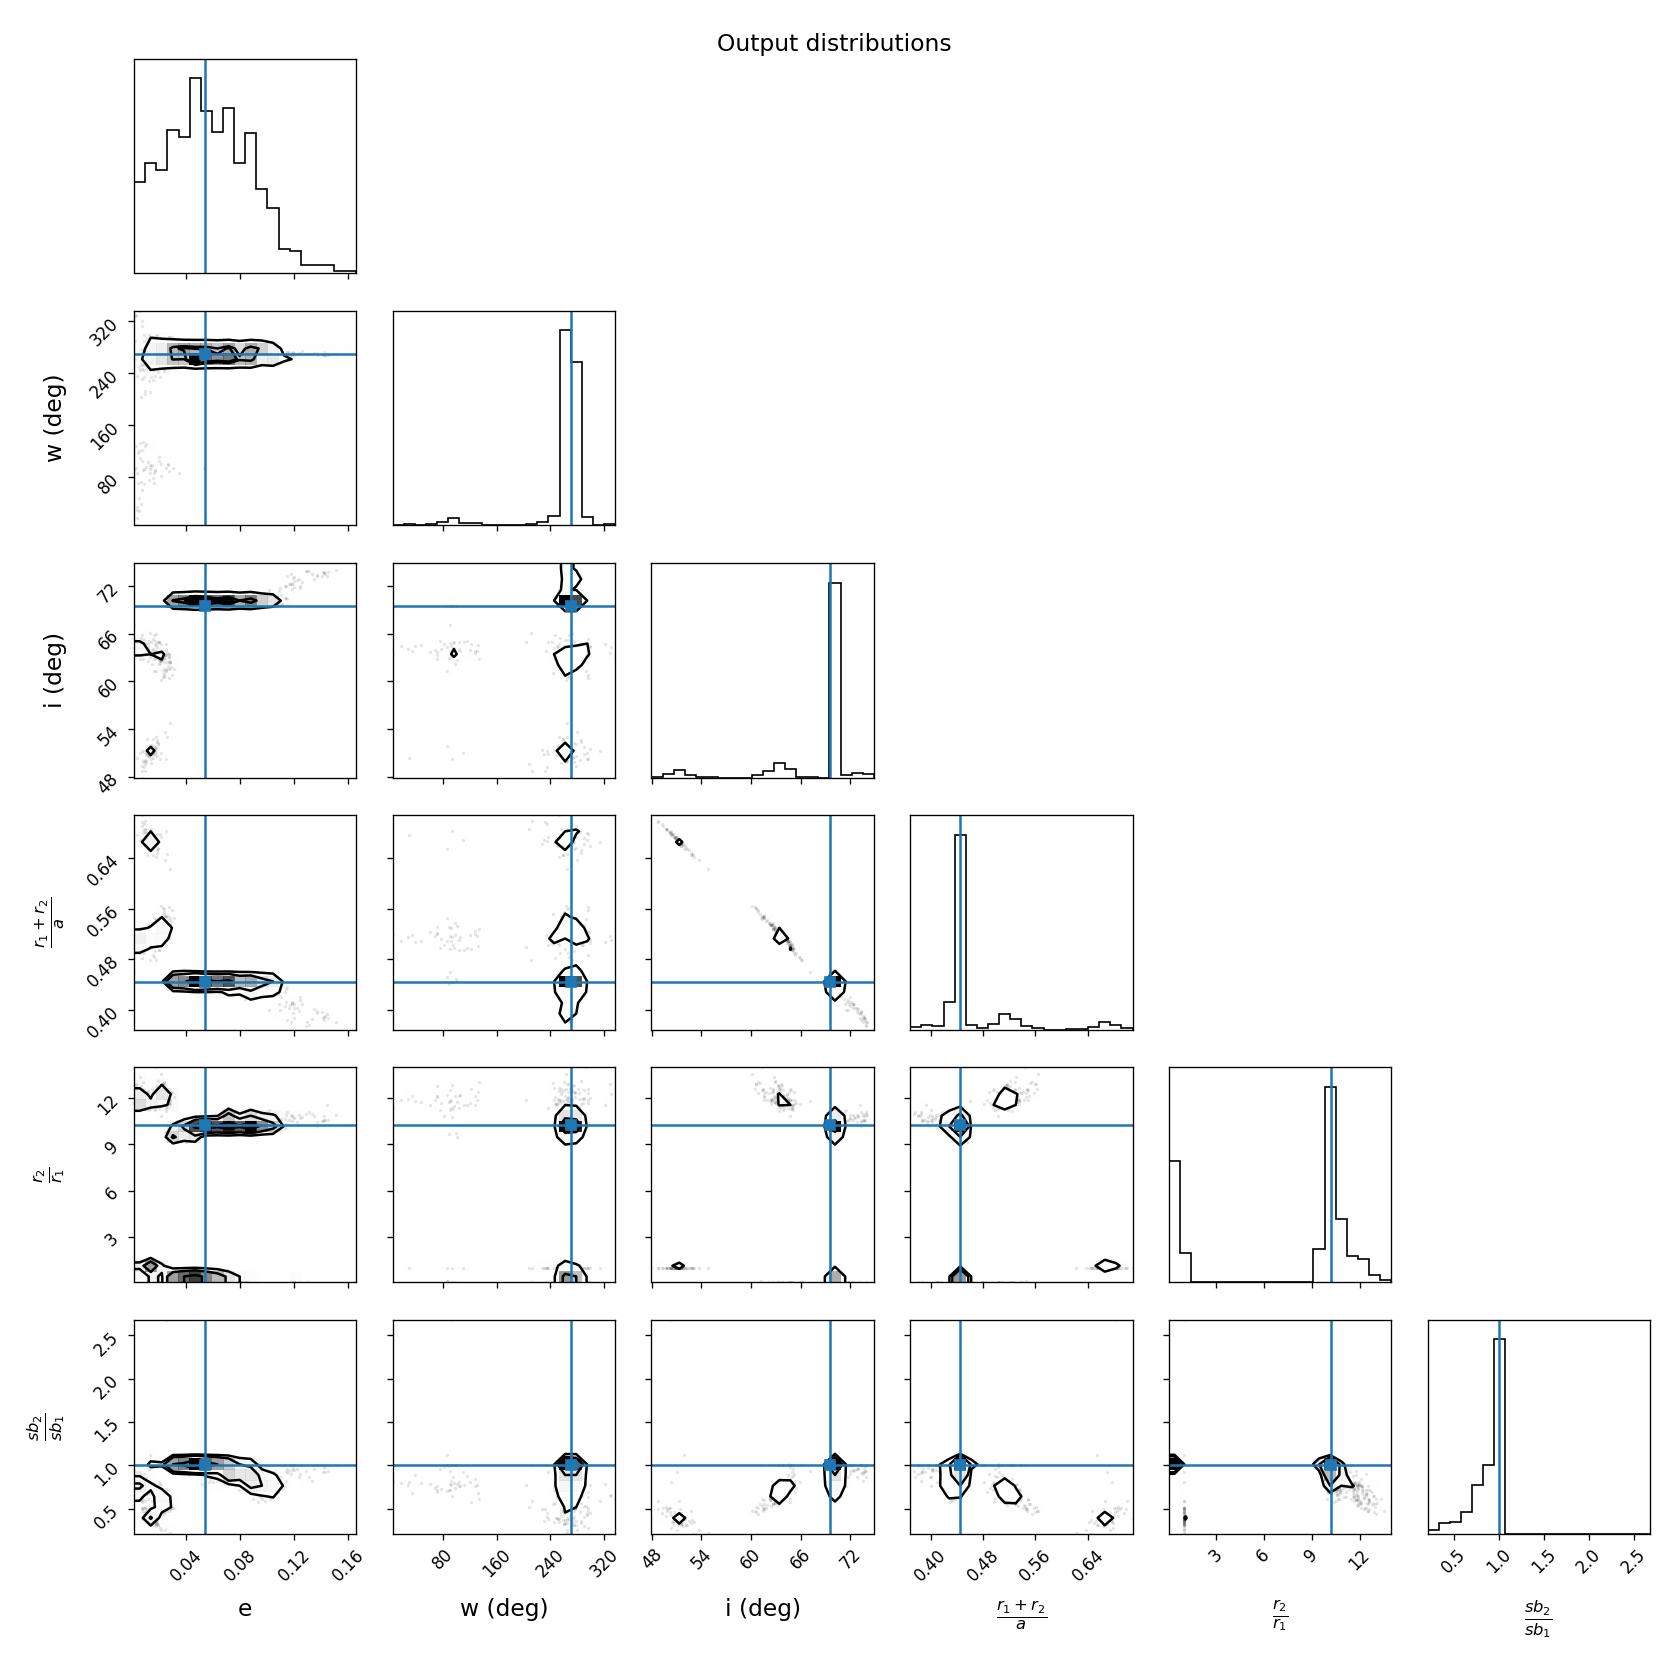 Output distributions
320
240
160
80
w (deg)
72
66
60
54
48
i (deg)
0.64
0.56
0.48
0.40
r₁ + r₂
a
12
9
6
3
r₂
r₁
2.5
2.0
1.5
1.0
0.5
sb₂
sb₁
0.04 0.08 0.12 0.16 80 160 240 320 48 54 60 66 72 0.40 0.48 0.56 0.64 3 6 9 12 0.5 1.0 1.5 2.0 2.5
e w (deg) i (deg)
r₁ + r₂
a
r₂
r₁
sb₂
sb₁